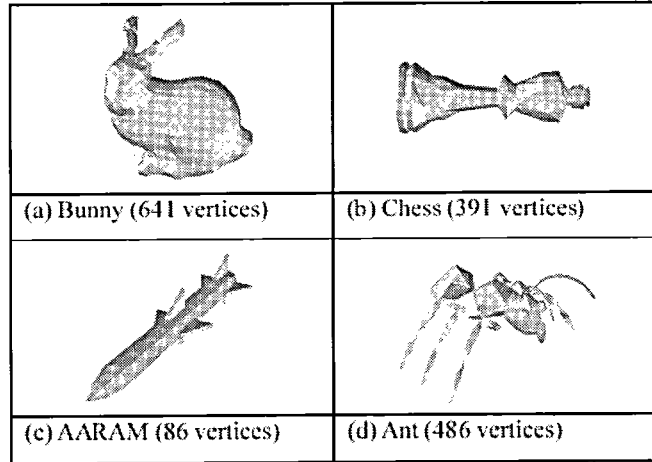 (a) Bunny (641 vertices)
(b) Chess (391 vertices)
(c) AARAM (86 vertices)
(d) Ant (486 vertices)